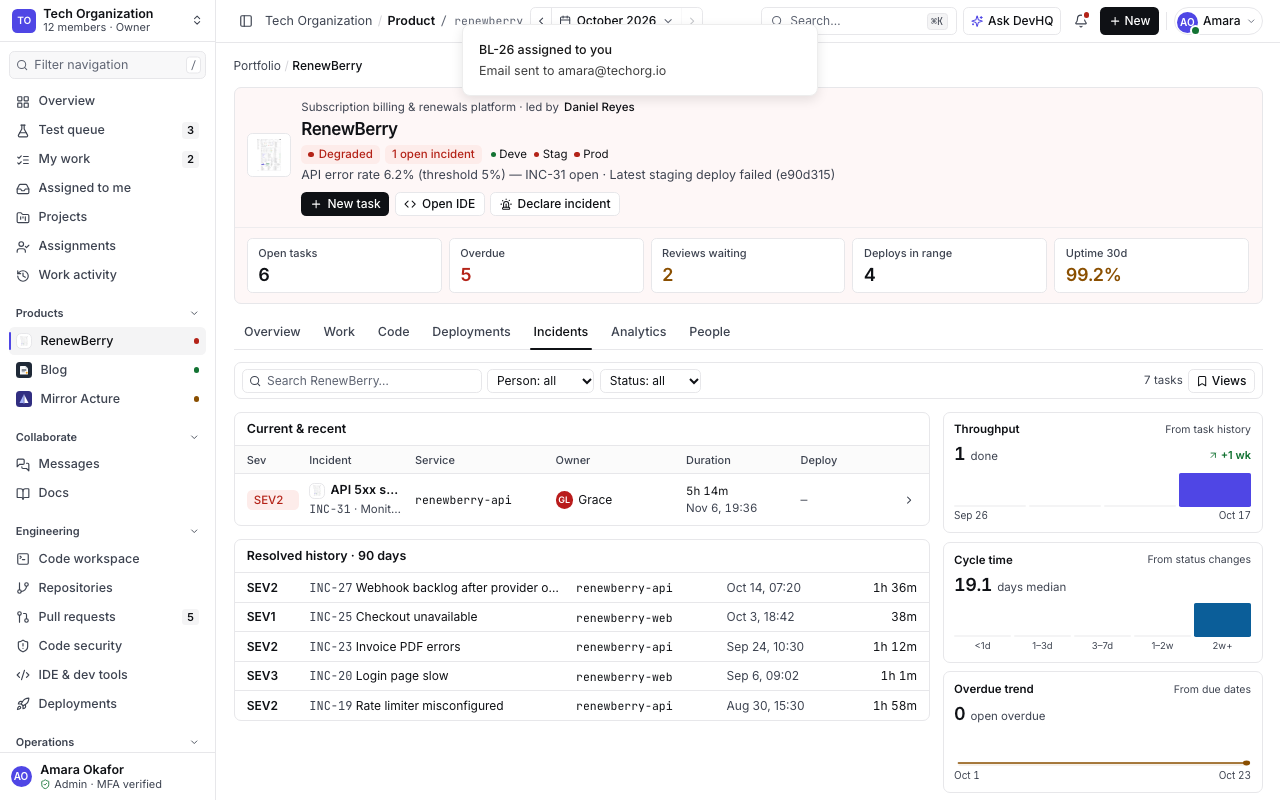 TO
Tech Organization
12 members · Owner
Filter navigation
/
Overview
Test queue
3
My work
2
Assigned to me
Projects
Assignments
Work activity
Products
RenewBerry
Blog
Mirror Acture
Collaborate
Messages
Docs
Engineering
Code workspace
Repositories
Pull requests
5
Code security
IDE & dev tools
Deployments
Operations
AO
Amara Okafor
Admin · MFA verified
Tech Organization / Product / renewberry
October 2026
Search...
⌘K
Ask DevHQ
New
AO
Amara
BL-26 assigned to you
Email sent to amara@techorg.io
Portfolio / RenewBerry
Subscription billing & renewals platform · led by Daniel Reyes
RenewBerry
Degraded
1 open incident
Deve
Stag
Prod
API error rate 6.2% (threshold 5%) — INC-31 open · Latest staging deploy failed (e90d315)
New task
Open IDE
Declare incident
Open tasks
6
Overdue
5
Reviews waiting
2
Deploys in range
4
Uptime 30d
99.2%
Overview
Work
Code
Deployments
Incidents
Analytics
People
Search RenewBerry...
Person: all
Status: all
7 tasks
Views
Current & recent
Sev Incident Service Owner Duration Deploy
SEV2 API 5xx s... renewberry-api GL Grace 5h 14m –
INC-31 · Monit... Nov 6, 19:36
Resolved history · 90 days
SEV2 INC-27 Webhook backlog after provider o... renewberry-api Oct 14, 07:20 1h 36m
SEV1 INC-25 Checkout unavailable renewberry-web Oct 3, 18:42 38m
SEV2 INC-23 Invoice PDF errors renewberry-api Sep 24, 10:30 1h 12m
SEV3 INC-20 Login page slow renewberry-web Sep 6, 09:02 1h 1m
SEV2 INC-19 Rate limiter misconfigured renewberry-api Aug 30, 15:30 1h 58m
Throughput
From task history
1 done
+1 wk
Sep 26
Oct 17
Cycle time
From status changes
19.1 days median
<1d 1–3d 3–7d 1–2w 2w+
Overdue trend
From due dates
0 open overdue
Oct 1
Oct 23